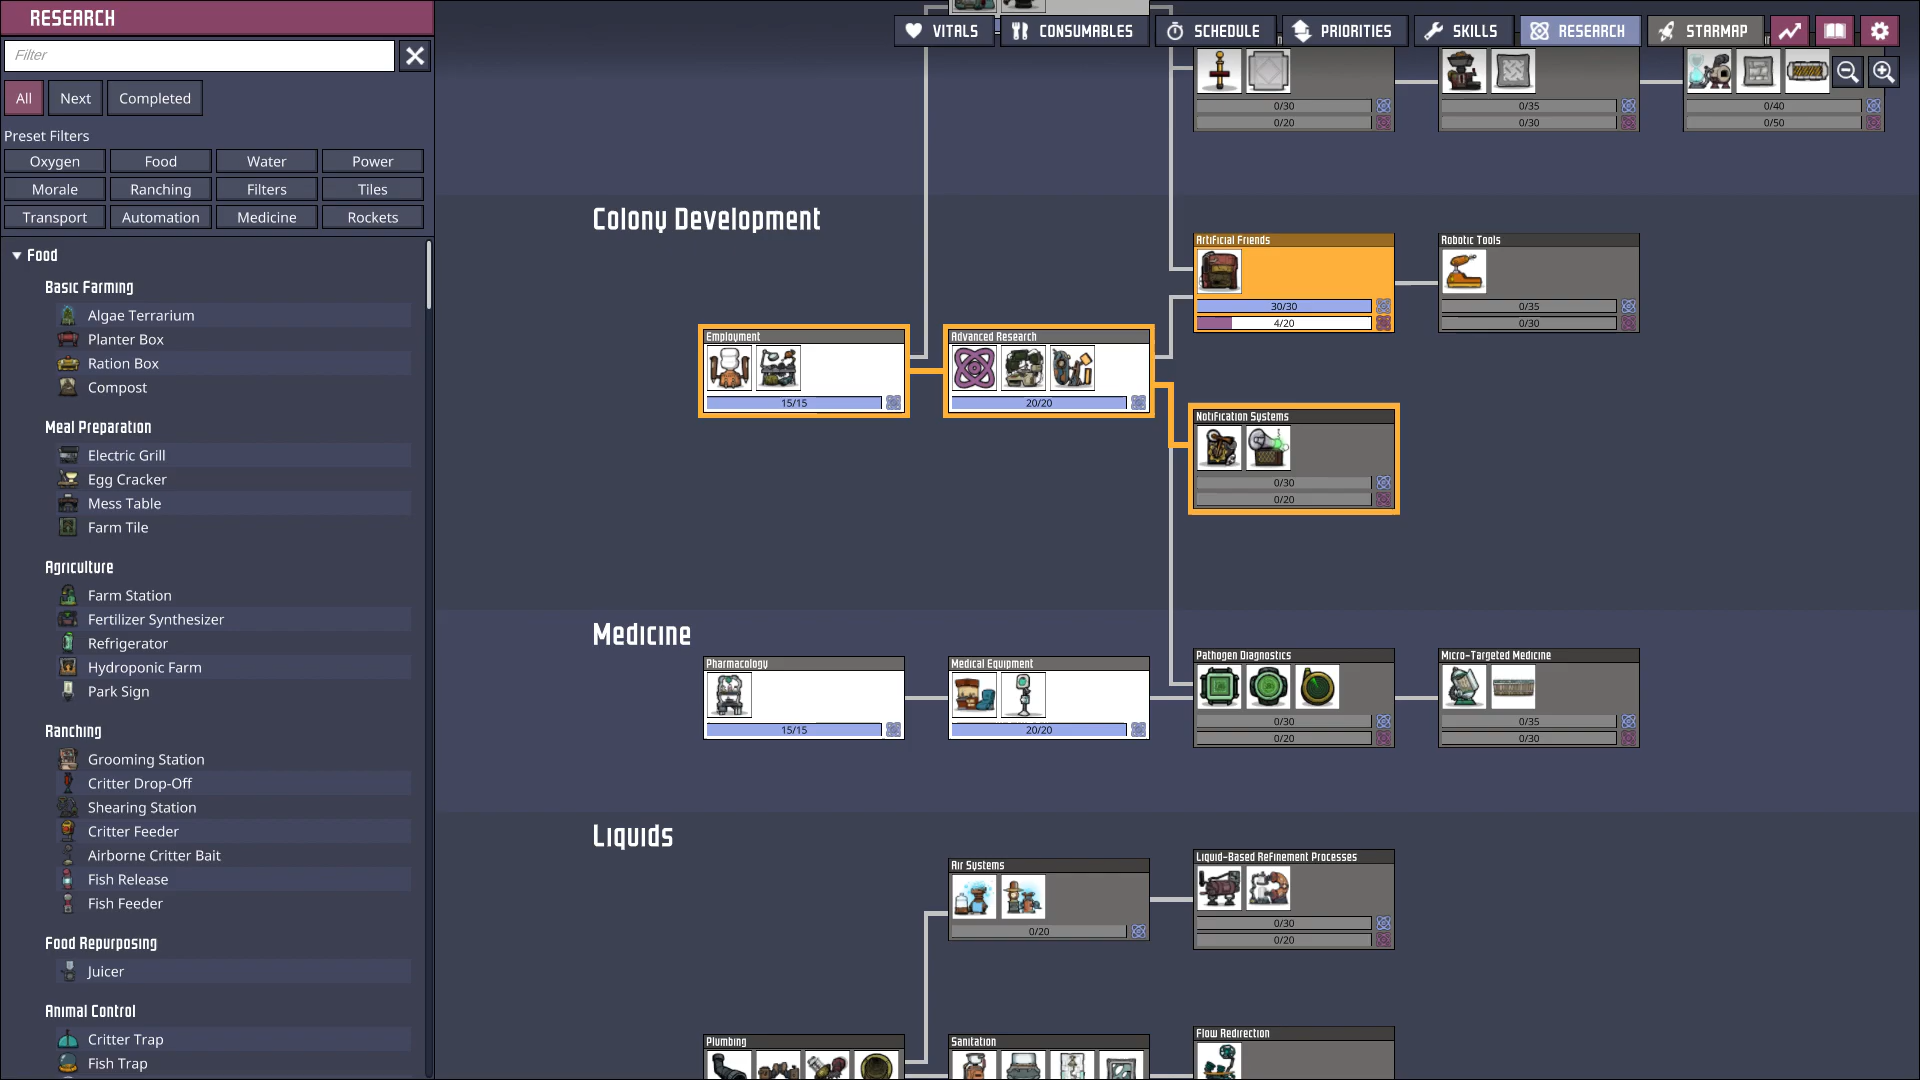 RESEARCH
VITALS
CONSUMABLES
SCHEDULE
PRIORITIES
SKILLS
RESEARCH
STARMAP
Filter
All
Next
Completed
Preset Filters
Oxygen
Food
Water
Power
Morale
Ranching
Filters
Tiles
Transport
Automation
Medicine
Rockets
Food
Basic Farming
Algae Terrarium
Planter Box
Ration Box
Compost
Meal Preparation
Electric Grill
Egg Cracker
Mess Table
Farm Tile
Agriculture
Farm Station
Fertilizer Synthesizer
Refrigerator
Hydroponic Farm
Park Sign
Ranching
Grooming Station
Critter Drop-Off
Shearing Station
Critter Feeder
Airborne Critter Bait
Fish Release
Fish Feeder
Food Repurposing
Juicer
Animal Control
Critter Trap
Fish Trap
0/30
0/20
0/35
0/30
0/40
0/50
Colony Development
Artificial Friends
30/30
4/20
Robotic Tools
0/35
0/30
Employment
15/15
Advanced Research
20/20
Notification Systems
0/30
0/20
Medicine
Pharmacology
15/15
Medical Equipment
20/20
Pathogen Diagnostics
0/30
0/20
Micro-Targeted Medicine
0/35
0/30
Liquids
Air Systems
0/20
Liquid-Based Refinement Processes
0/30
0/20
Plumbing
Sanitation
Flow Redirection